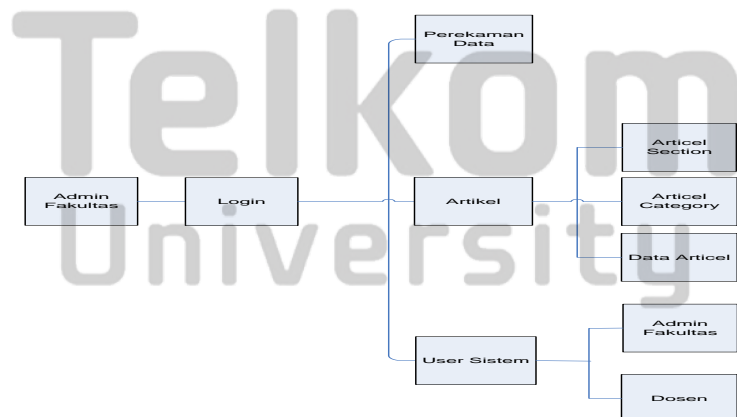 Telkom
University
Perekaman
Data
Articel
Section
Admin
Fakultas
Login
Artikel
Articel
Category
Data Articel
Admin
Fakultas
User Sistem
Dosen